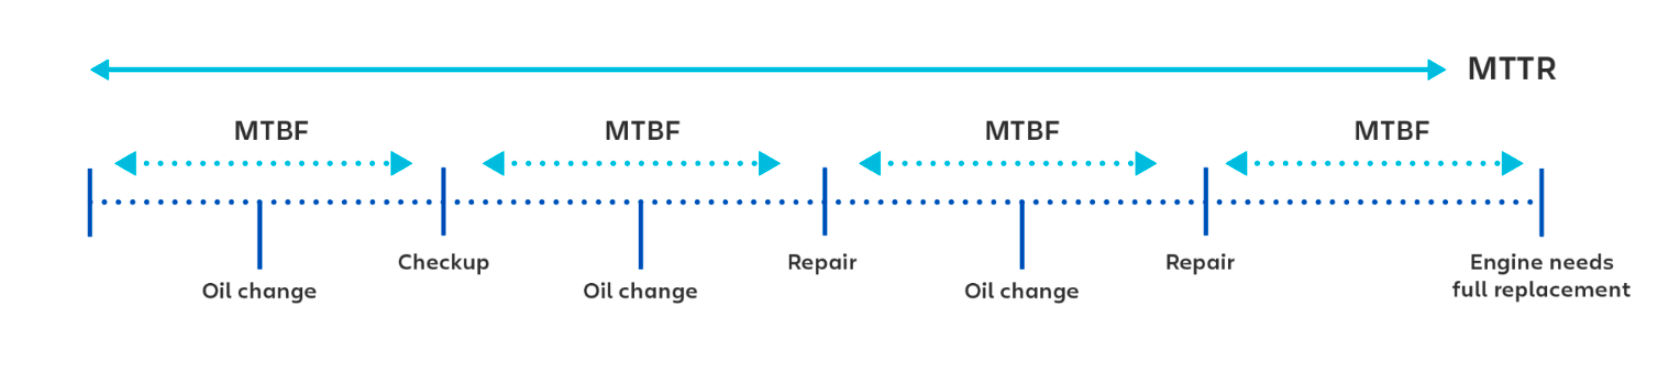 MTTR
MTBF MTBF MTBF MTBF
Checkup Repair Repair Engine needs
full replacement
Oil change Oil change Oil change